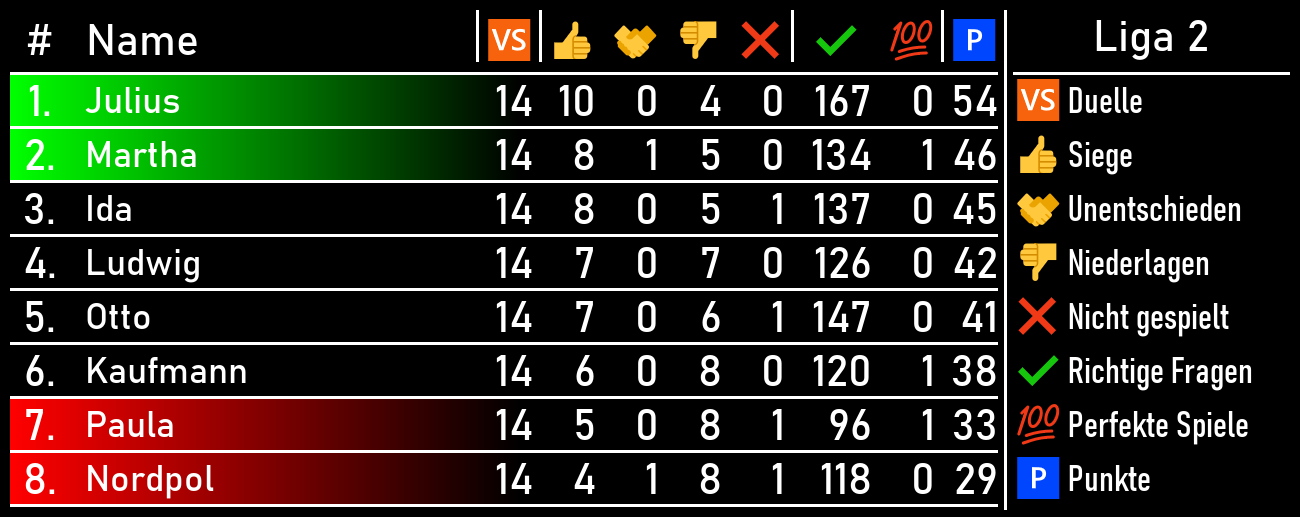 # Name VS 100 P Liga 2
1. Julius 14 10 0 4 0 167 0 54 VS Duelle
2. Martha 14 8 1 5 0 134 1 46 Siege
3. Ida 14 8 0 5 1 137 0 45 Unentschieden
4. Ludwig 14 7 0 7 0 126 0 42 Niederlagen
5. Otto 14 7 0 6 1 147 0 41 Nicht gespielt
6. Kaufmann 14 6 0 8 0 120 1 38 Richtige Fragen
7. Paula 14 5 0 8 1 96 1 33 100 Perfekte Spiele
8. Nordpol 14 4 1 8 1 118 0 29 P Punkte